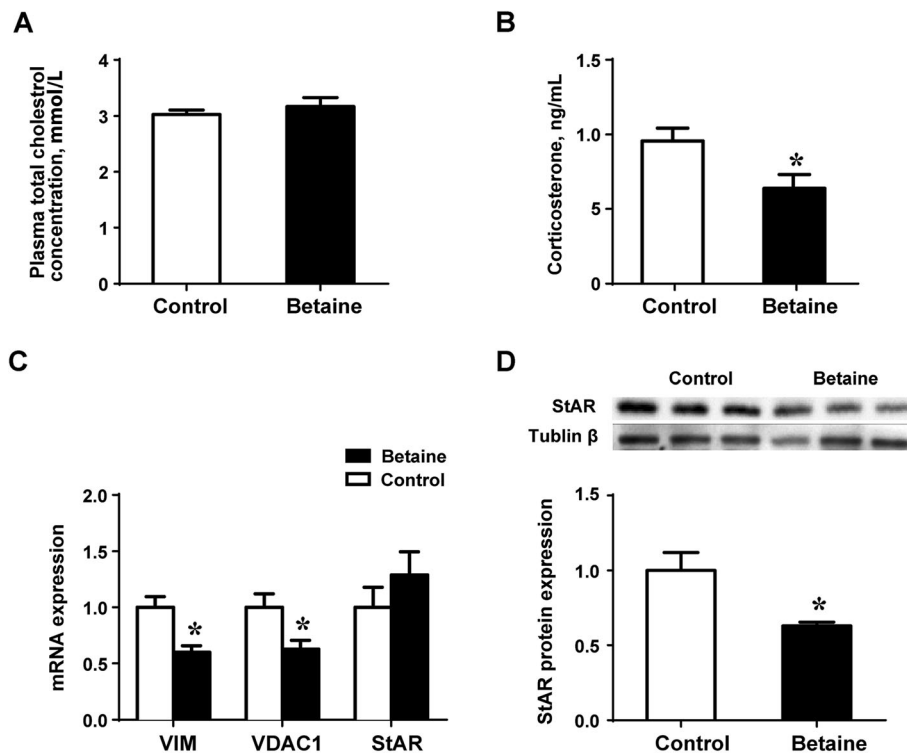 A
Plasma total cholestrol
concentration, mmol/L
4
3
2
1
0
Control
Betaine
B
Corticosterone, ng/mL
1.5
1.0
5
0
*
Control
Betaine
C
Betaine
Control
mRNA expression
2.0
1.5
1.0
0.5
0.0
*
*
VIM
VDAC1
StAR
D
Control
Betaine
StAR
Tublin β
StAR protein expression
1.5
1.0
0.5
0.0
*
Control
Betaine